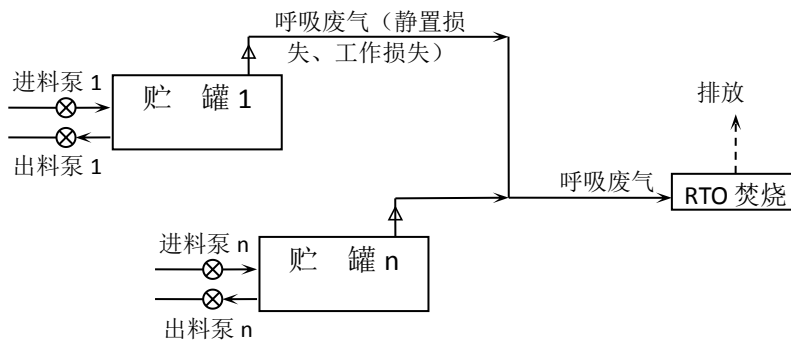 呼吸废气（静置损
失、工作损失）
进料泵 1
贮 罐 1
出料泵 1
排放
呼吸废气
RTO 焚烧
进料泵 n
贮 罐 n
出料泵 n